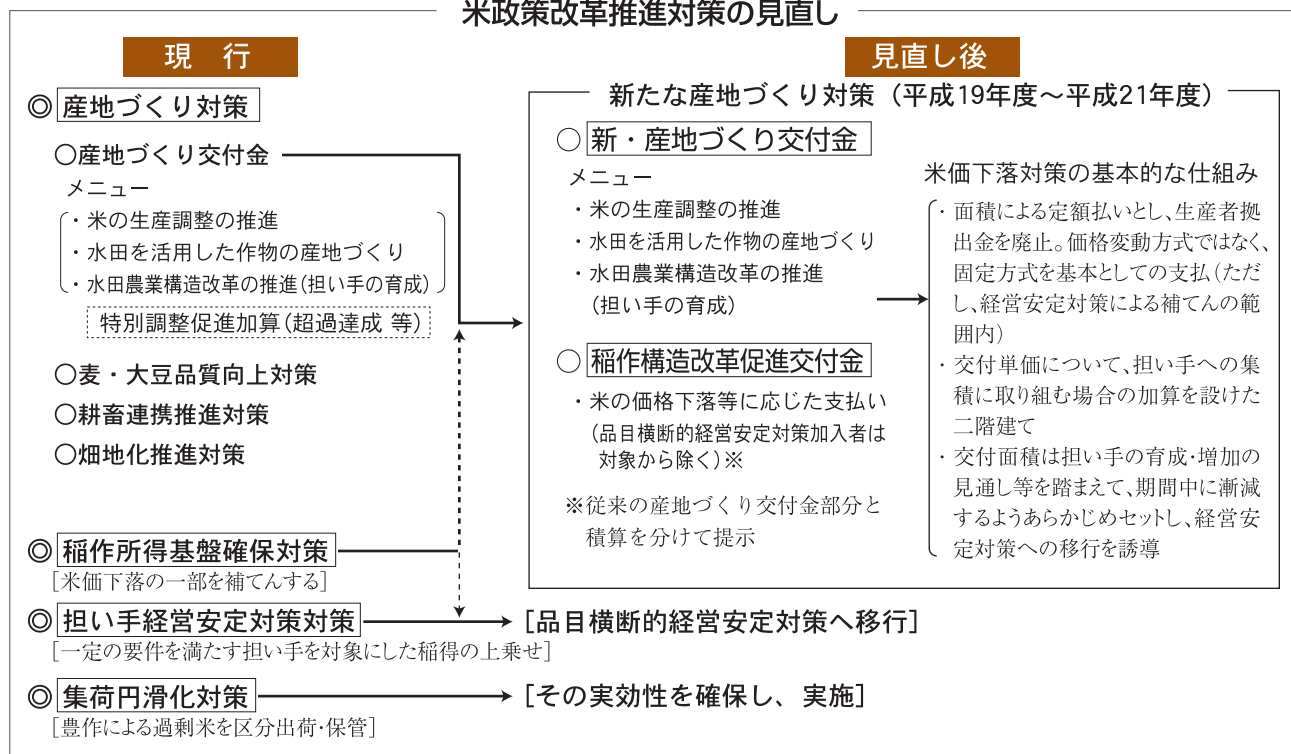 米政策改革推進対策の見直し
現 行
◎産地づくり対策
○産地づくり交付金
メニュー
・米の生産調整の推進
・水田を活用した作物の産地づくり
・水田農業構造改革の推進(担い手の育成)
特別調整促進加算(超過達成 等)
○麦・大豆品質向上対策
○耕畜連携推進対策
○畑地化推進対策
◎稲作所得基盤確保対策
[米価下落の一部を補てんする]
◎担い手経営安定対策対策
[一定の要件を満たす担い手を対象にした稲得の上乗せ]
◎集荷円滑化対策
[豊作による過剰米を区分出荷・保管]
見直し後
新たな産地づくり対策(平成19年度～平成21年度)
○新・産地づくり交付金
メニュー
・米の生産調整の推進
・水田を活用した作物の産地づくり
・水田農業構造改革の推進
(担い手の育成)
○稲作構造改革促進交付金
・米の価格下落等に応じた支払い
(品目横断的経営安定対策加入者は
対象から除く)※
※従来の産地づくり交付金部分と
積算を分けて提示
米価下落対策の基本的な仕組み
・面積による定額払いとし、生産者拠
出金を廃止。価格変動方式ではなく、
固定方式を基本としての支払(ただ
し、経営安定対策による補てんの範
囲内)
・交付単価について、担い手への集
積に取り組む場合の加算を設けた
二階建て
・交付面積は担い手の育成・増加の
見通し等を踏まえて、期間中に漸減
するようあらかじめセットし、経営安
定対策への移行を誘導
[品目横断的経営安定対策へ移行]
[その実効性を確保し、実施]